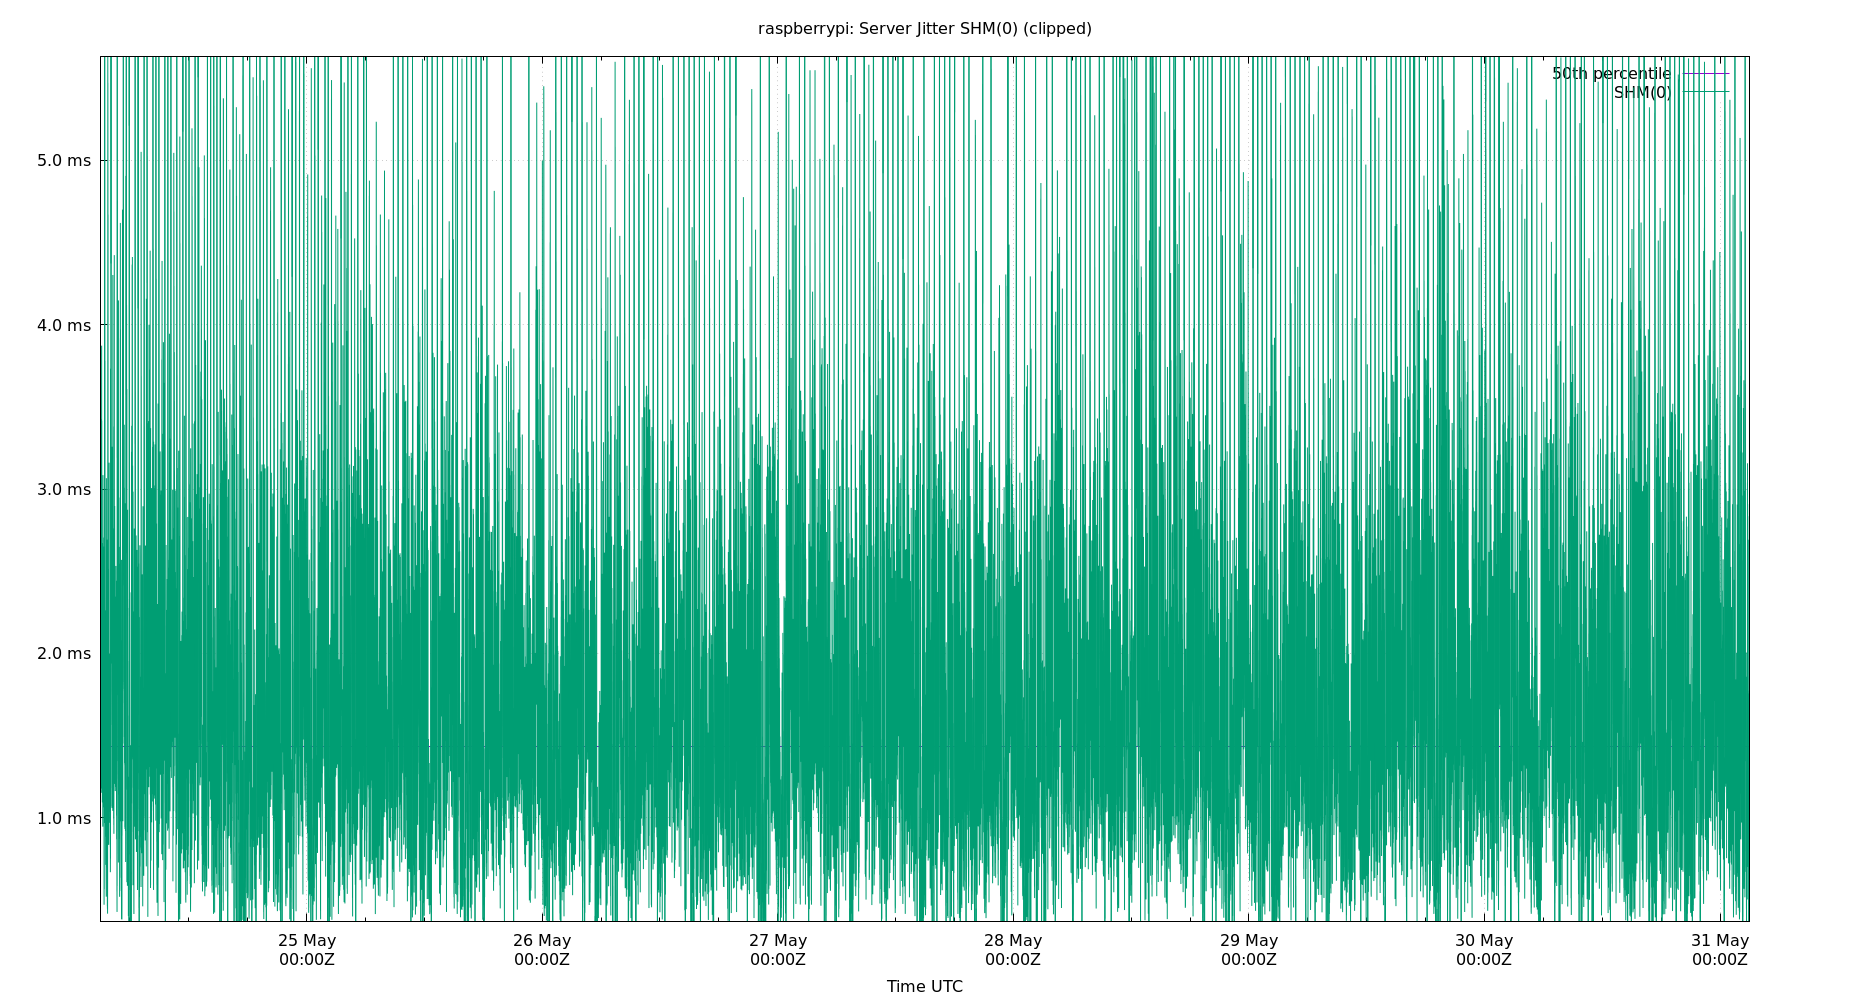 raspberrypi: Server Jitter SHM(0) (clipped)
50th percentile
SHM(0)
5.0 ms
4.0 ms
3.0 ms
2.0 ms
1.0 ms
25 May 26 May 27 May 28 May 29 May 30 May 31 May
00:00Z 00:00Z 00:00Z 00:00Z 00:00Z 00:00Z 00:00Z
Time UTC